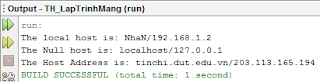 Output - TH_LapTrinhMang (run)
run:
The local host is: NhaN/192.168.1.2
The Null host is: localhost/127.0.0.1
The Host Address is: tinchi.dut.edu.vn/203.113.165.194
BUILD SUCCESSFUL (total time: 1 second)